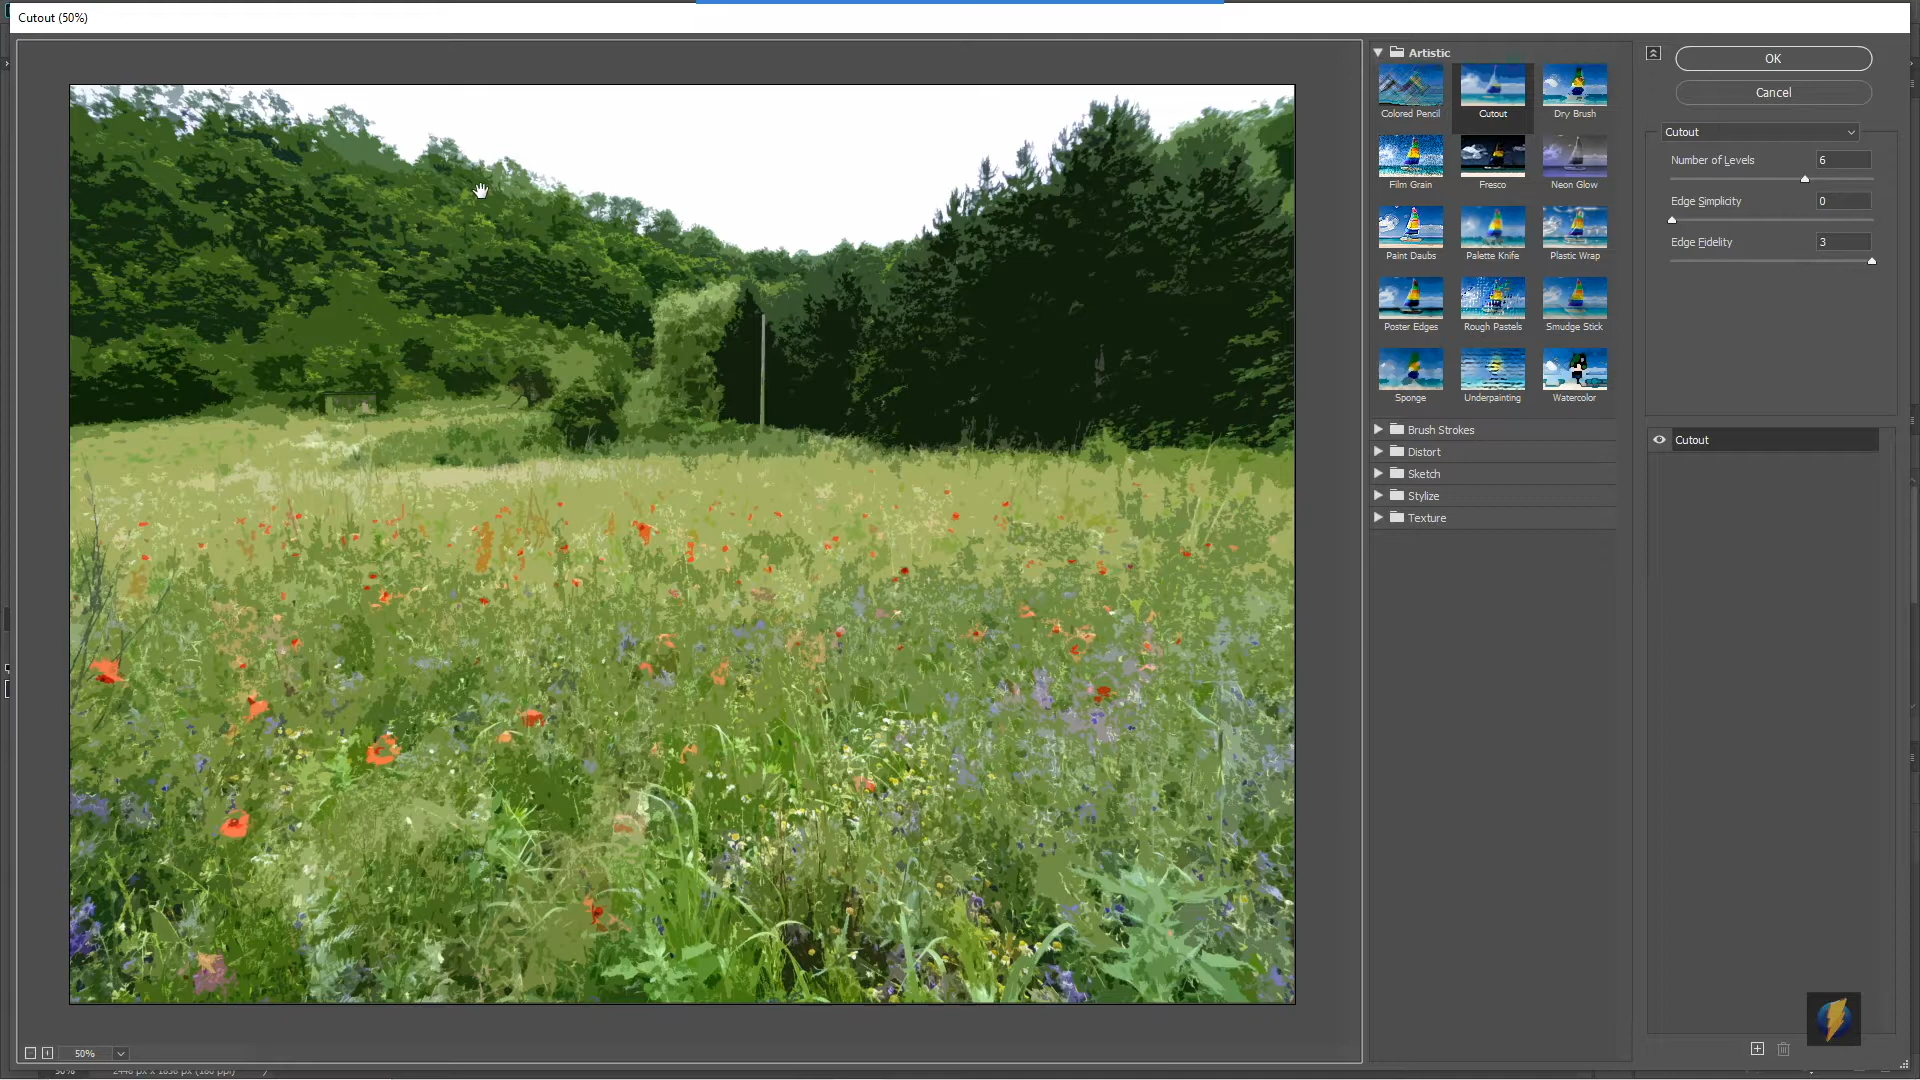 Cutout (50%)
Artistic
Colored Pencil
Cutout
Dry Brush
Film Grain
Fresco
Neon Glow
Paint Daubs
Palette Knife
Plastic Wrap
Poster Edges
Rough Pastels
Smudge Stick
Sponge
Underpainting
Watercolor
Brush Strokes
Distort
Sketch
Stylize
Texture
OK
Cancel
Cutout
Number of Levels 6
Edge Simplicity 0
Edge Fidelity 3
Cutout
50%